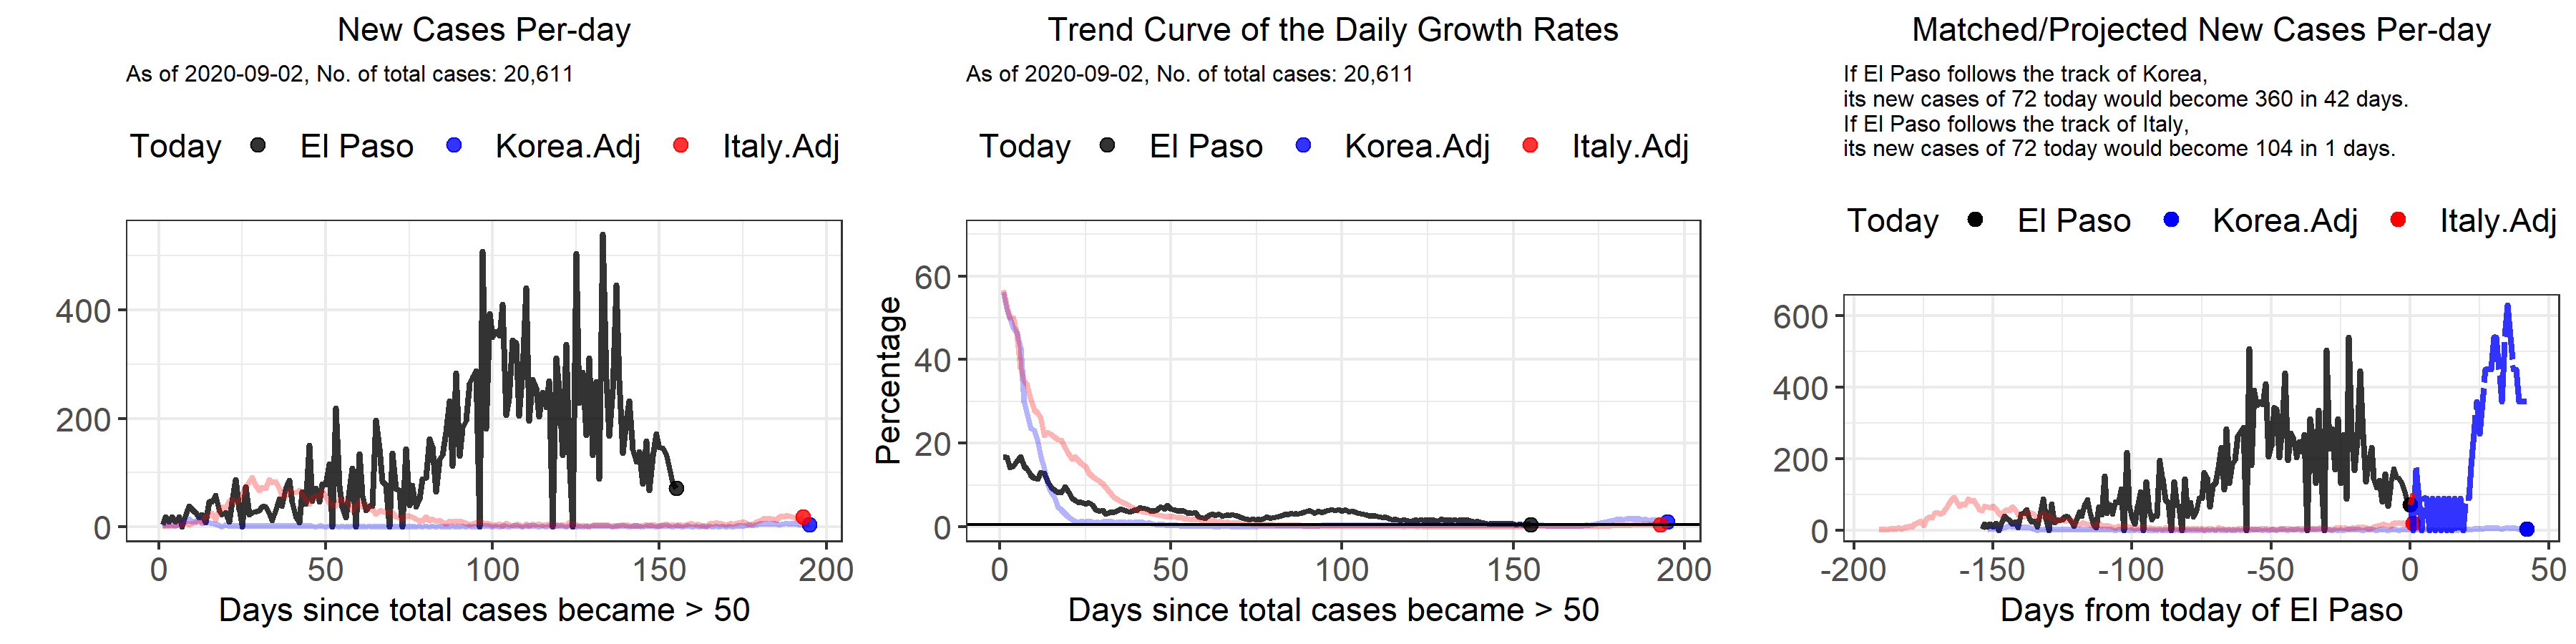 New Cases Per-day
As of 2020-09-02, No. of total cases: 20,611
Today El Paso Korea.Adj Italy.Adj
400
200
0
0 50 100 150 200
Days since total cases became > 50
Trend Curve of the Daily Growth Rates
As of 2020-09-02, No. of total cases: 20,611
Today El Paso Korea.Adj Italy.Adj
Percentage
60
40
20
0
0 50 100 150 200
Days since total cases became > 50
Matched/Projected New Cases Per-day
If El Paso follows the track of Korea,
its new cases of 72 today would become 360 in 42 days.
If El Paso follows the track of Italy,
its new cases of 72 today would become 104 in 1 days.
Today El Paso Korea.Adj Italy.Adj
600
400
200
0
-200 -150 -100 -50 0 50
Days from today of El Paso